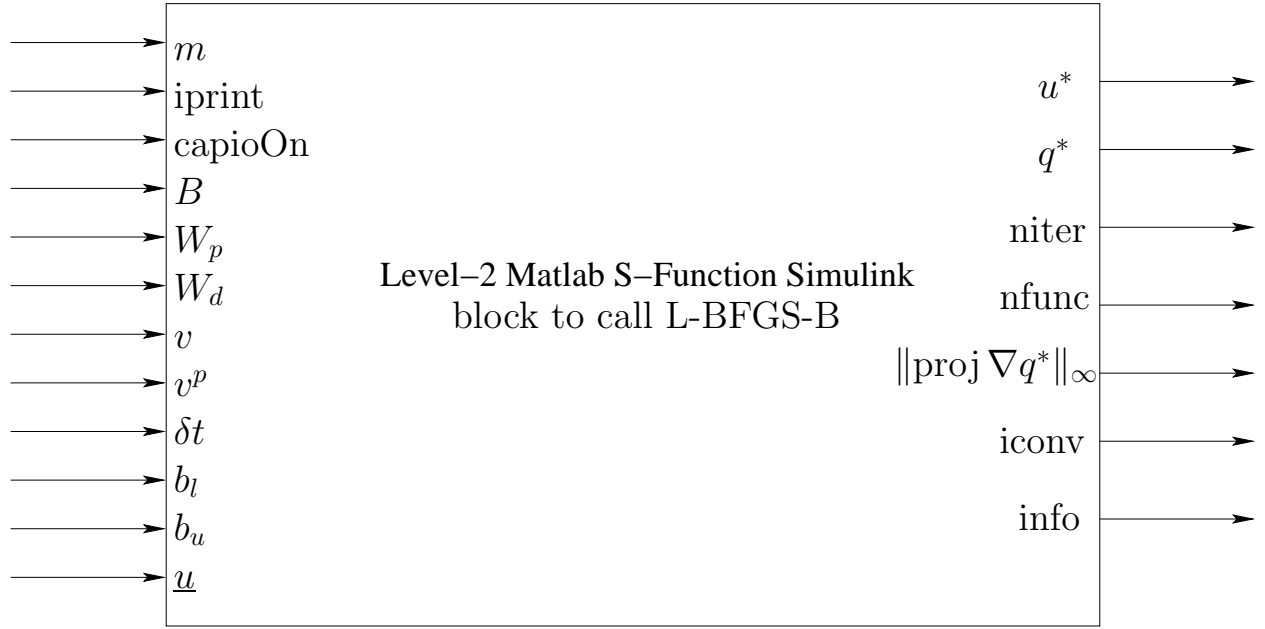 m
iprint
capioOn
B
W_p
W_d
v
v^p
δt
b_l
b_u
u̲
Level–2 Matlab S–Function Simulink
block to call L-BFGS-B
u*
q*
niter
nfunc
‖proj ∇q*‖_∞
iconv
info